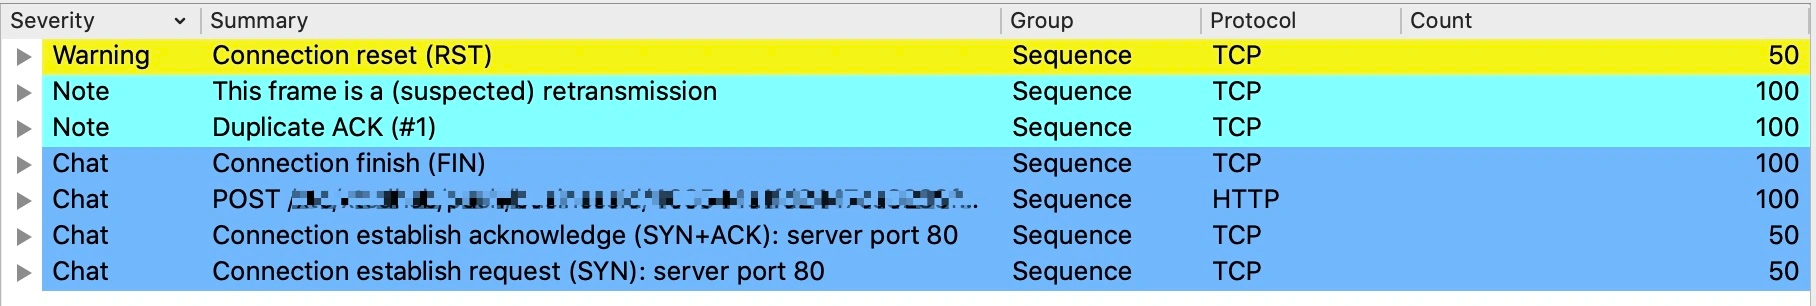 Severity Summary Group Protocol Count
Warning Connection reset (RST) Sequence TCP 50
Note This frame is a (suspected) retransmission Sequence TCP 100
Note Duplicate ACK (#1) Sequence TCP 100
Chat Connection finish (FIN) Sequence TCP 100
Chat POST / ... Sequence HTTP 100
Chat Connection establish acknowledge (SYN+ACK): server port 80 Sequence TCP 50
Chat Connection establish request (SYN): server port 80 Sequence TCP 50